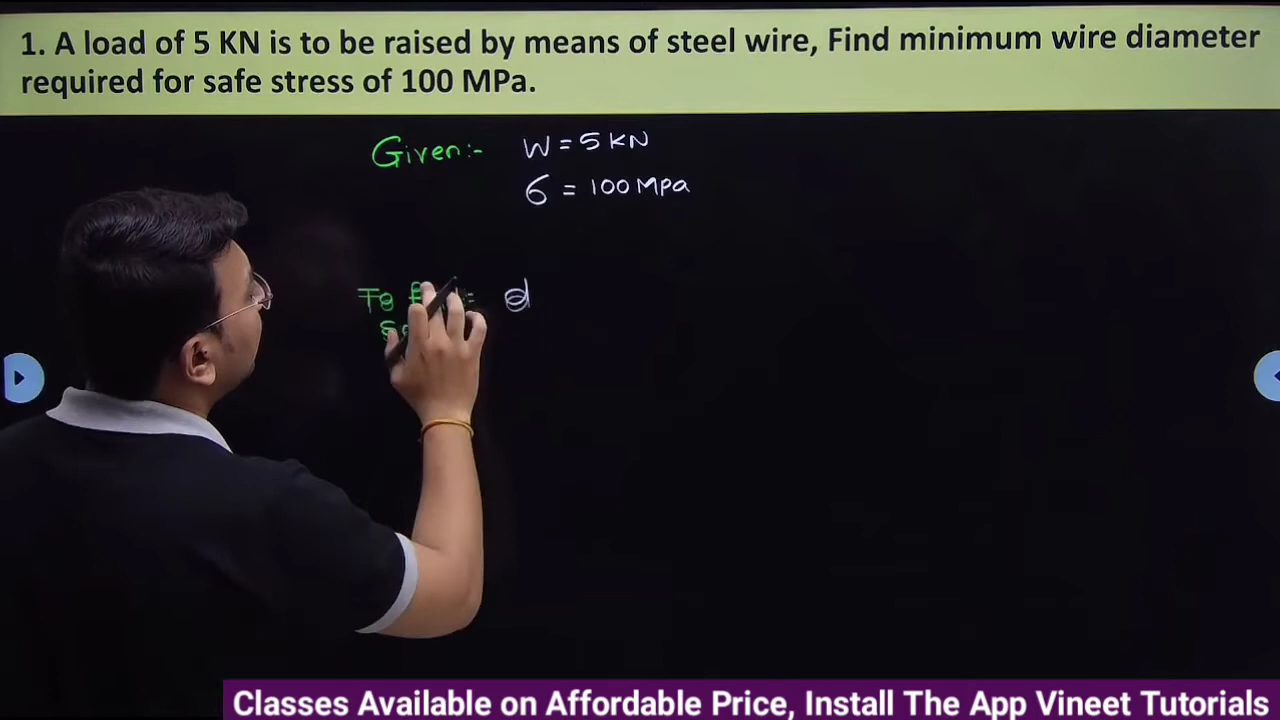 1. A load of 5 KN is to be raised by means of steel wire, Find minimum wire diameter
required for safe stress of 100 MPa.
Given:- W = 5 KN
6 = 100 Mpa
To d
Classes Available on Affordable Price, Install The App Vineet Tutorials